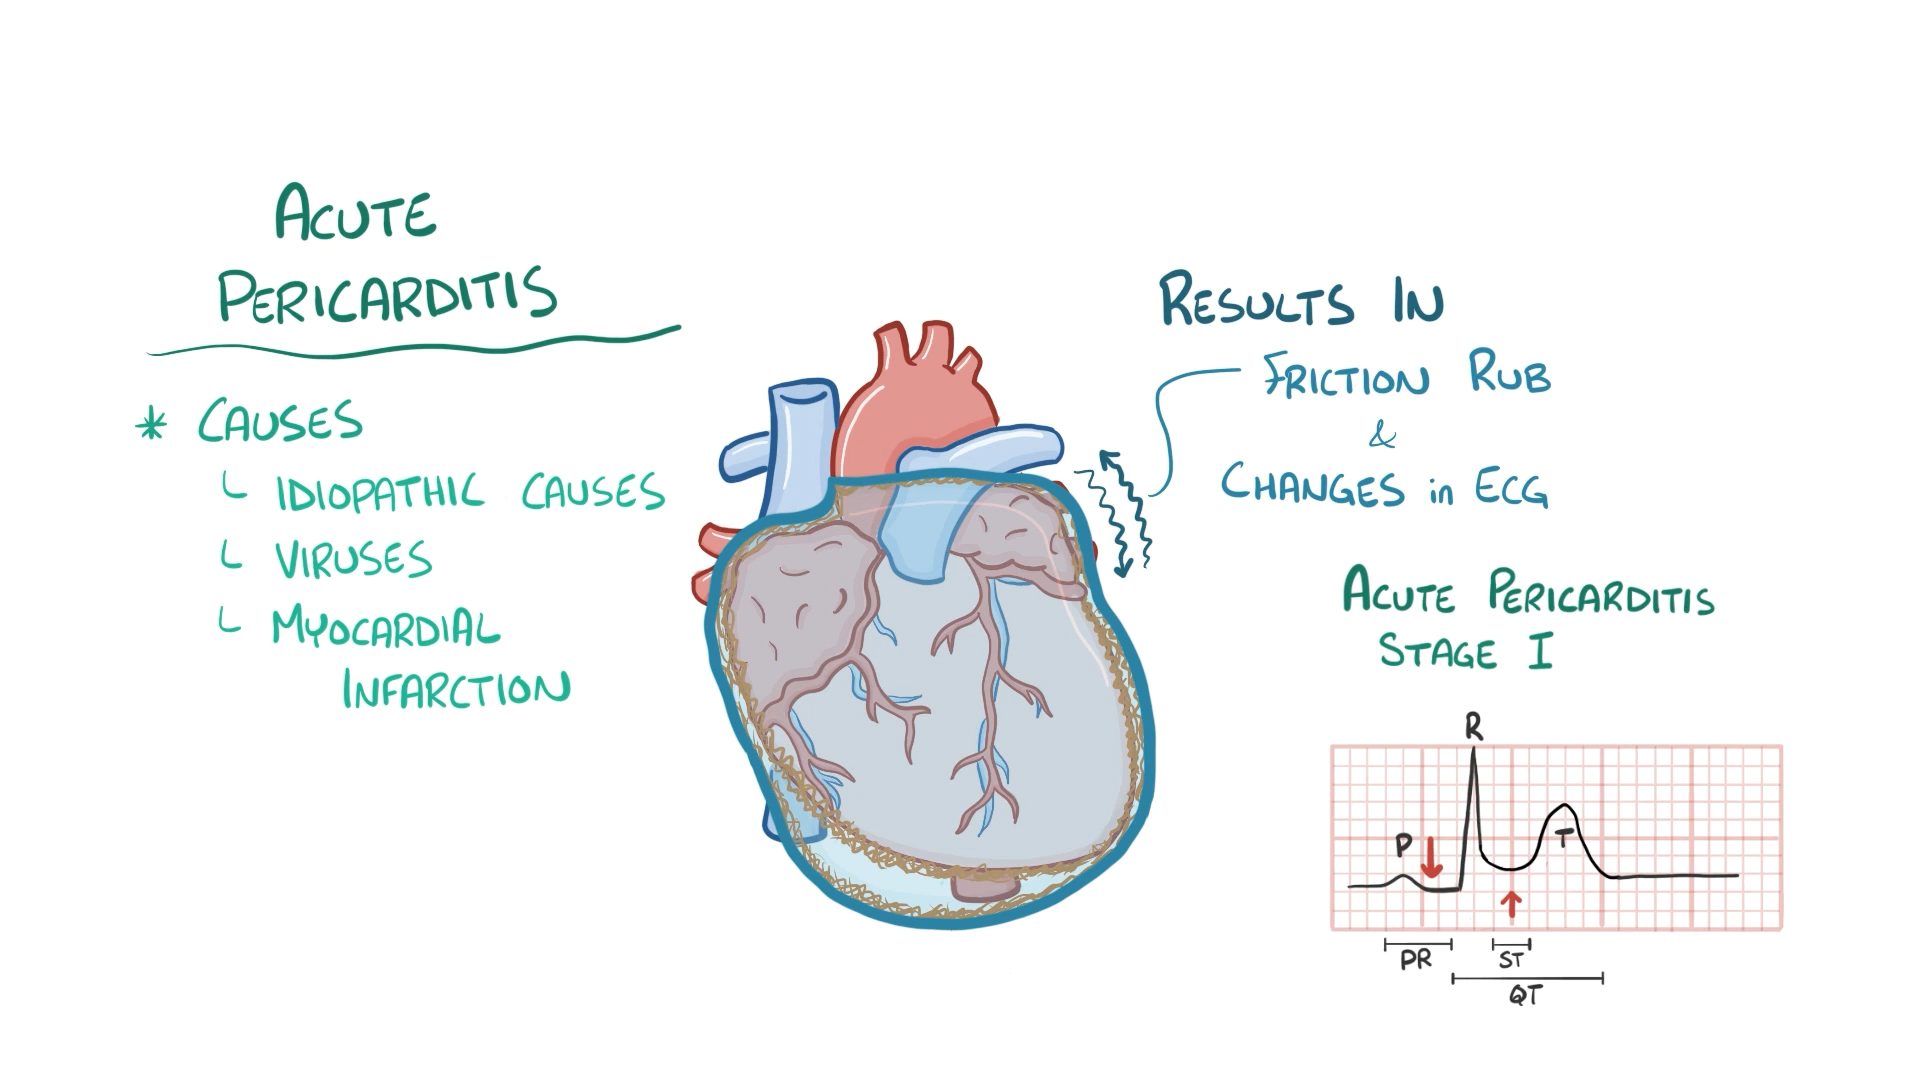 ACUTE
PERICARDITIS
* CAUSES
IDIOPATHIC CAUSES
VIRUSES
MYOCARDIAL
INFARCTION
RESULTS IN
FRICTION RUB
&
CHANGES in ECG
ACUTE PERICARDITIS
STAGE I
R
P
T
PR
ST
QT